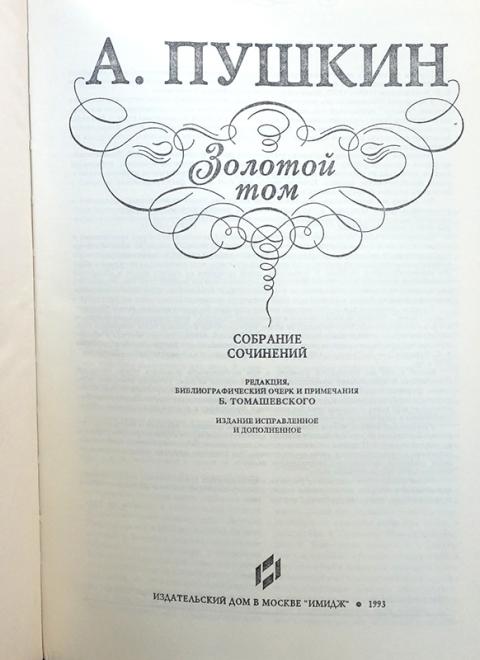 А. ПУШКИН
Золотой
том
СОБРАНИЕ
СОЧИНЕНИЙ
РЕДАКЦИЯ,
БИБЛИОГРАФИЧЕСКИЙ ОЧЕРК И ПРИМЕЧАНИЯ
Б. ТОМАШЕВСКОГО
ИЗДАНИЕ ИСПРАВЛЕННОЕ
И ДОПОЛНЕННОЕ
ИЗДАТЕЛЬСКИЙ ДОМ В МОСКВЕ "ИМИДЖ" © 1993